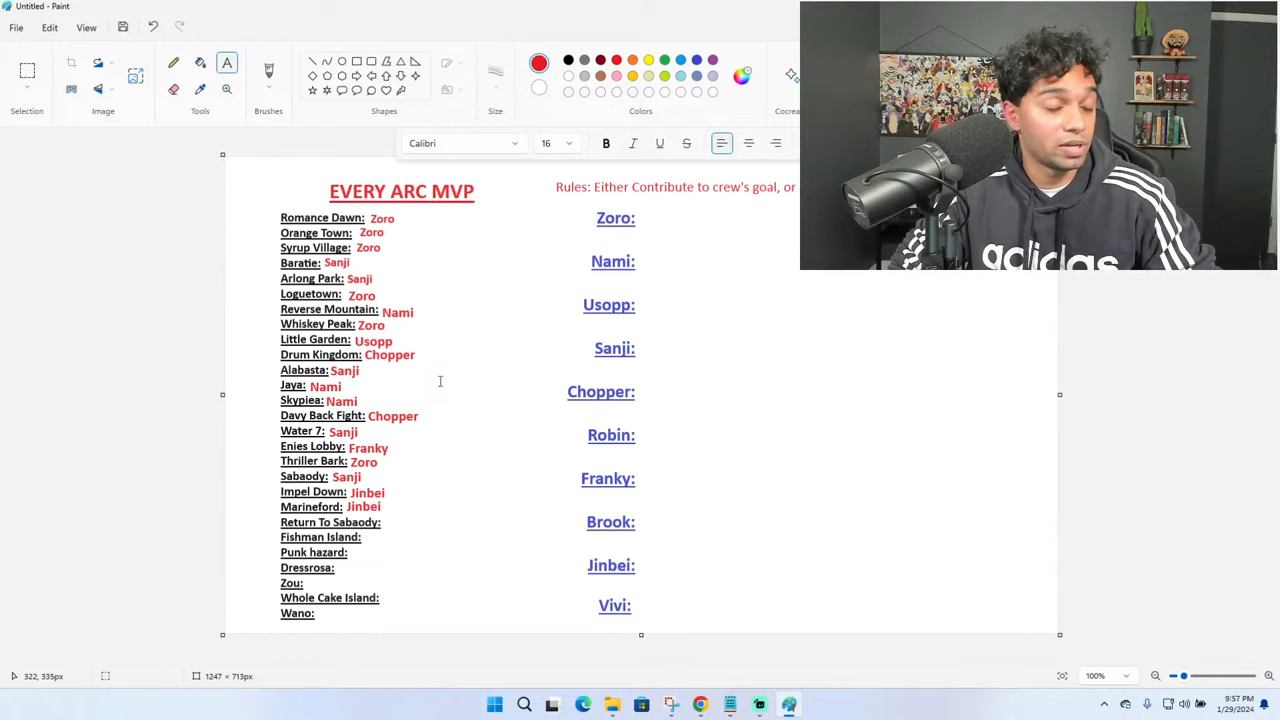 Untitled - Paint
File Edit View
Selection
Image
Tools
Brushes
Shapes
Size
Colors
Cocrea
Calibri 16 B I U S
EVERY ARC MVP
Rules: Either Contribute to crew's goal, or
Romance Dawn: Zoro
Orange Town: Zoro
Syrup Village: Zoro
Baratie: Sanji
Arlong Park: Sanji
Loguetown: Zoro
Reverse Mountain: Nami
Whiskey Peak: Zoro
Little Garden: Usopp
Drum Kingdom: Chopper
Alabasta: Sanji
Jaya: Nami
Skypiea: Nami
Davy Back Fight: Chopper
Water 7: Sanji
Enies Lobby: Franky
Thriller Bark: Zoro
Sabaody: Sanji
Impel Down: Jinbei
Marineford: Jinbei
Return To Sabaody:
Fishman Island:
Punk hazard:
Dressrosa:
Zou:
Whole Cake Island:
Wano:
Zoro:
Nami:
Usopp:
Sanji:
Chopper:
Robin:
Franky:
Brook:
Jinbei:
Vivi:
adidas
322, 335px
1247 × 713px
100%
9:57 PM
1/29/2024